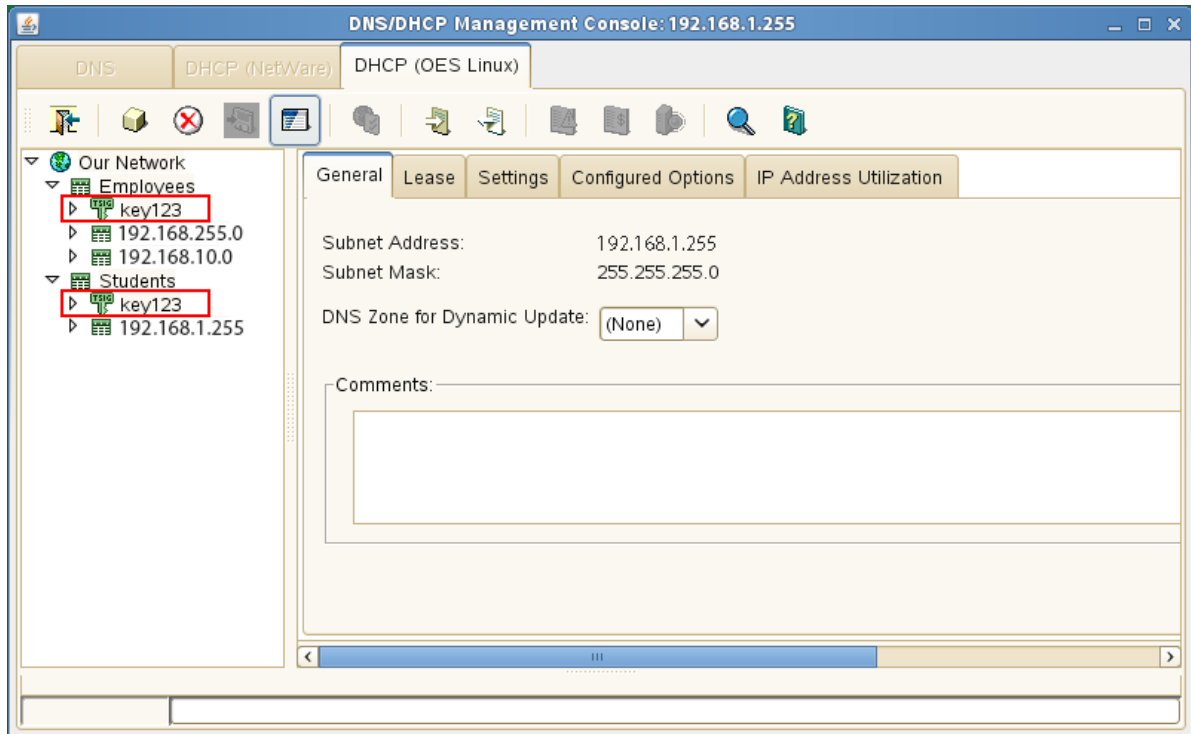 DNS/DHCP Management Console: 192.168.1.255
DNS DHCP (NetWare) DHCP (OES Linux)
Our Network
Employees
TSIG key123
192.168.255.0
192.168.10.0
Students
TSIG key123
192.168.1.255
General Lease Settings Configured Options IP Address Utilization
Subnet Address: 192.168.1.255
Subnet Mask: 255.255.255.0
DNS Zone for Dynamic Update: (None)
Comments: